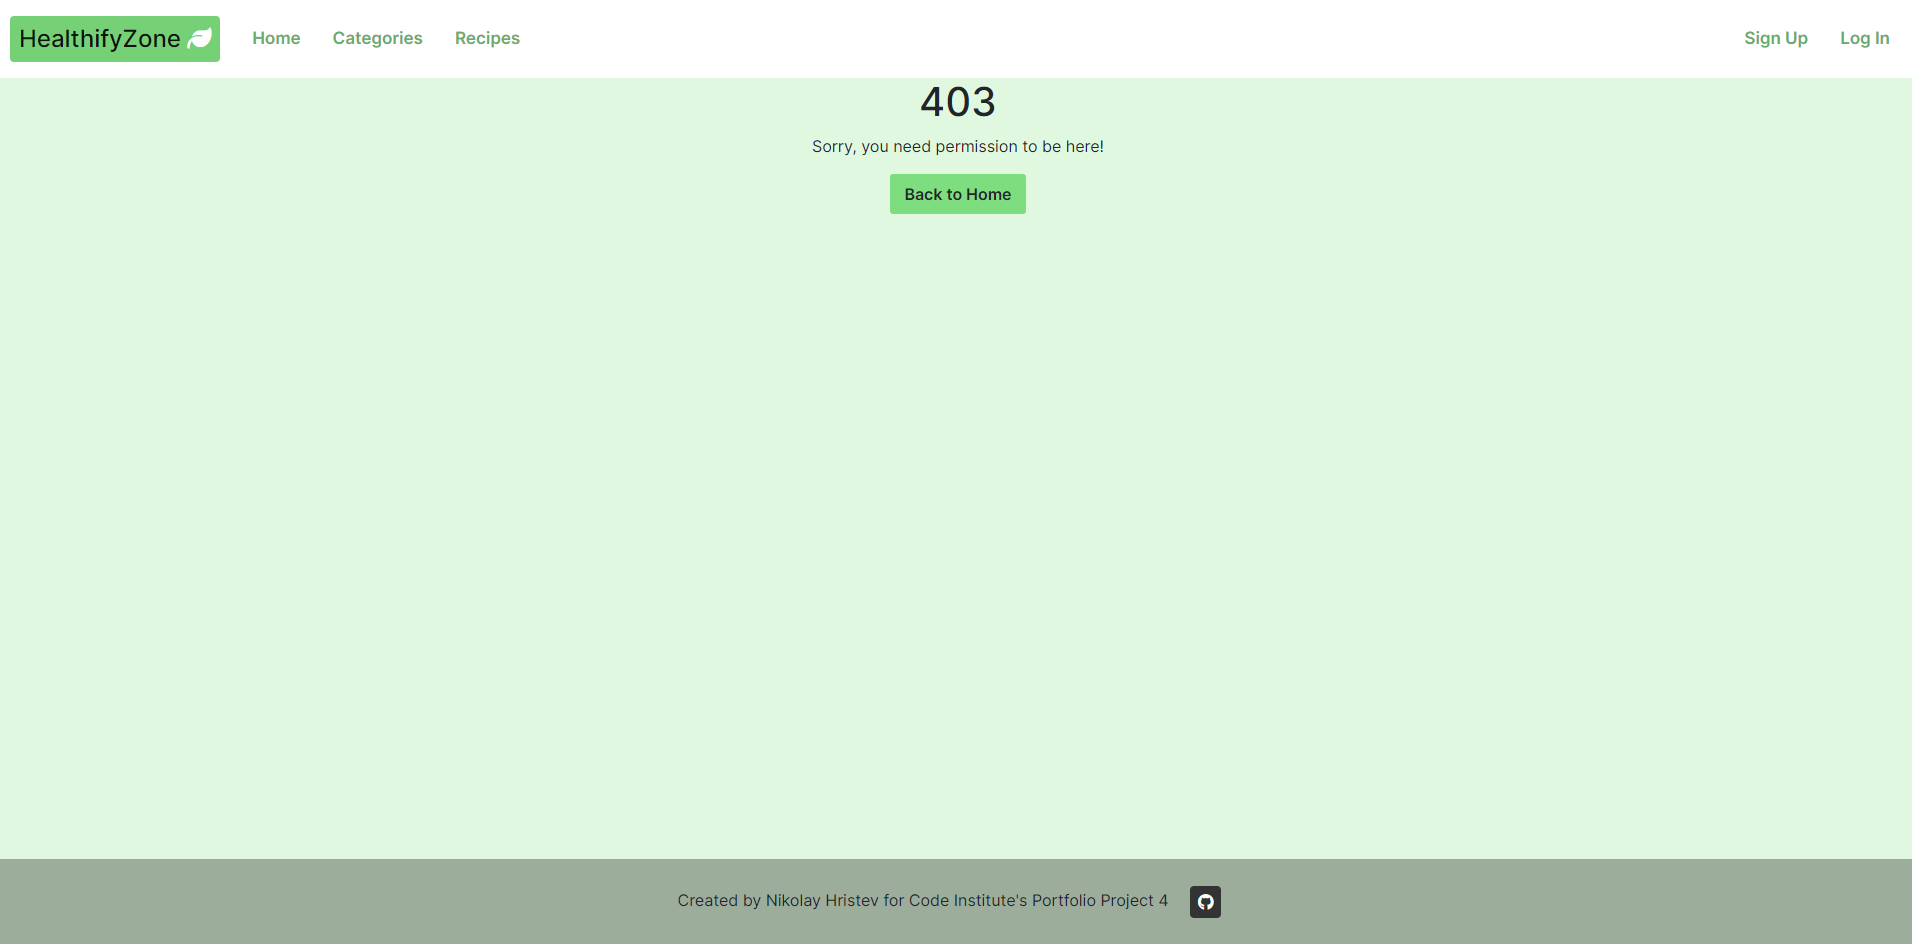 HealthifyZone
Home
Categories
Recipes
Sign Up
Log In
403
Sorry, you need permission to be here!
Back to Home
Created by Nikolay Hristev for Code Institute's Portfolio Project 4